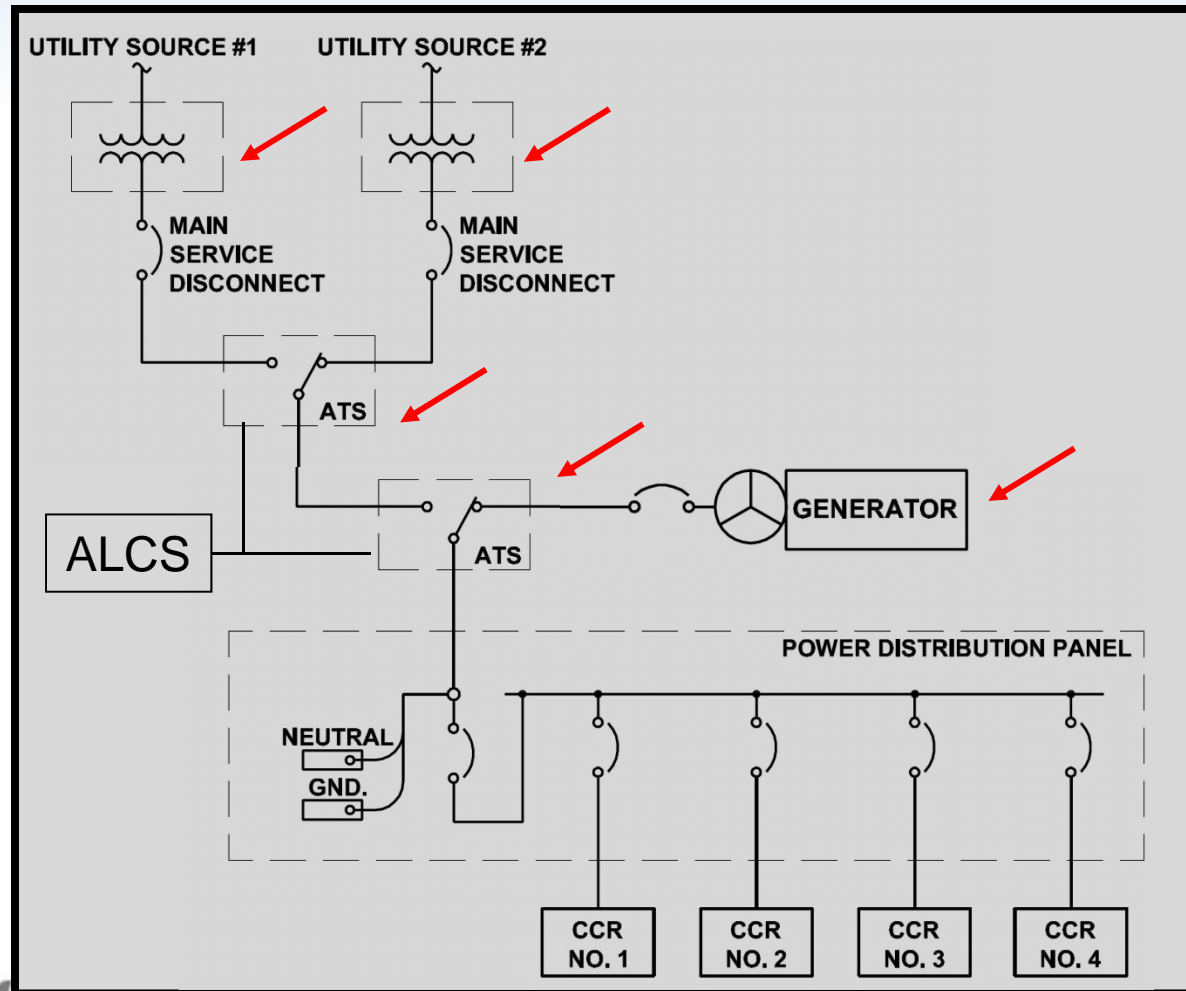 UTILITY SOURCE #1
UTILITY SOURCE #2
MAIN
SERVICE
DISCONNECT
MAIN
SERVICE
DISCONNECT
ATS
ATS
GENERATOR
ALCS
POWER DISTRIBUTION PANEL
NEUTRAL
GND.
CCR
NO. 1
CCR
NO. 2
CCR
NO. 3
CCR
NO. 4